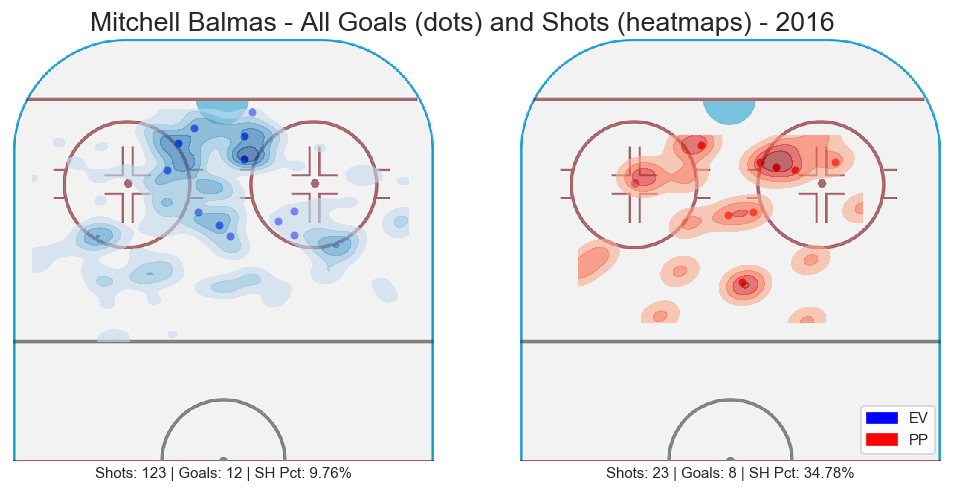 Mitchell Balmas - All Goals (dots) and Shots (heatmaps) - 2016
EV
PP
Shots: 123 | Goals: 12 | SH Pct: 9.76%
Shots: 23 | Goals: 8 | SH Pct: 34.78%